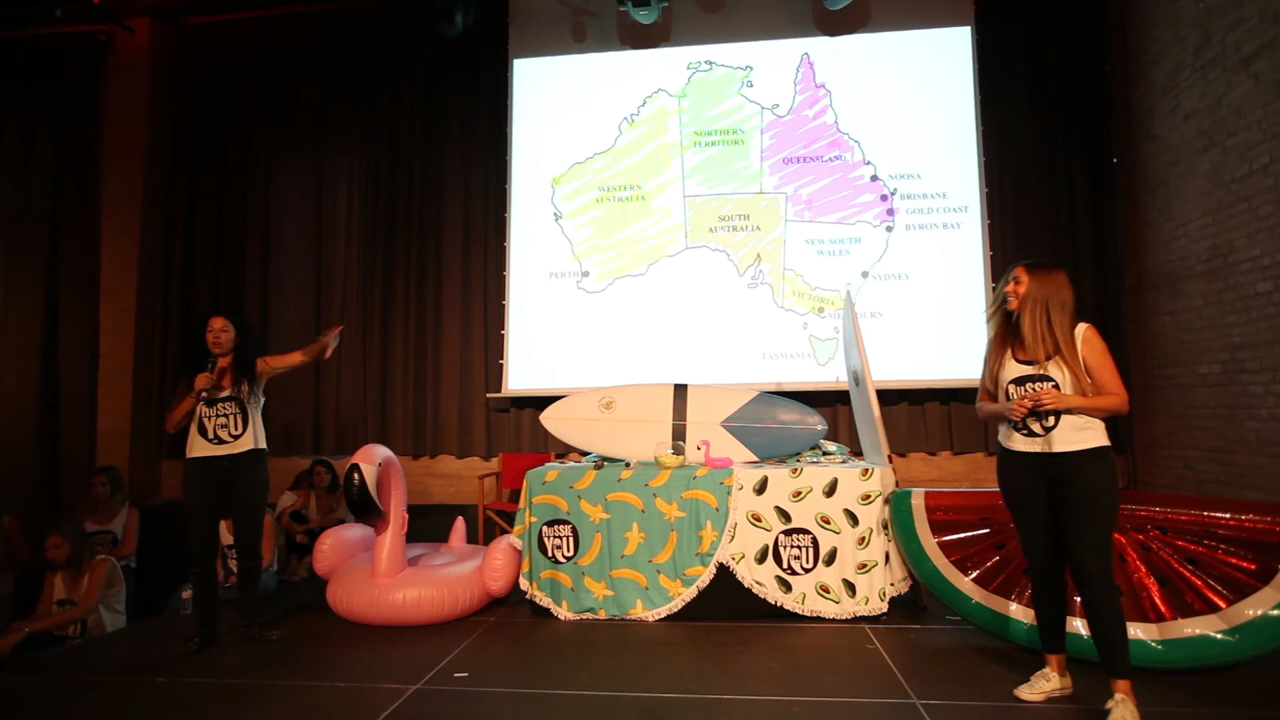 NORTHERN
TERRITORY
QUEENSLAND
NOOSA
WESTERN
AUSTRALIA
BRISBANE
GOLD COAST
SOUTH
AUSTRALIA
BYRON BAY
NEW SOUTH
WALES
PERTH
SYDNEY
VICTORIA
TASMANIA
AUSSIE
YOU
AUSSIE
YOU
AUSSIE
YOU
AUSSIE
YOU